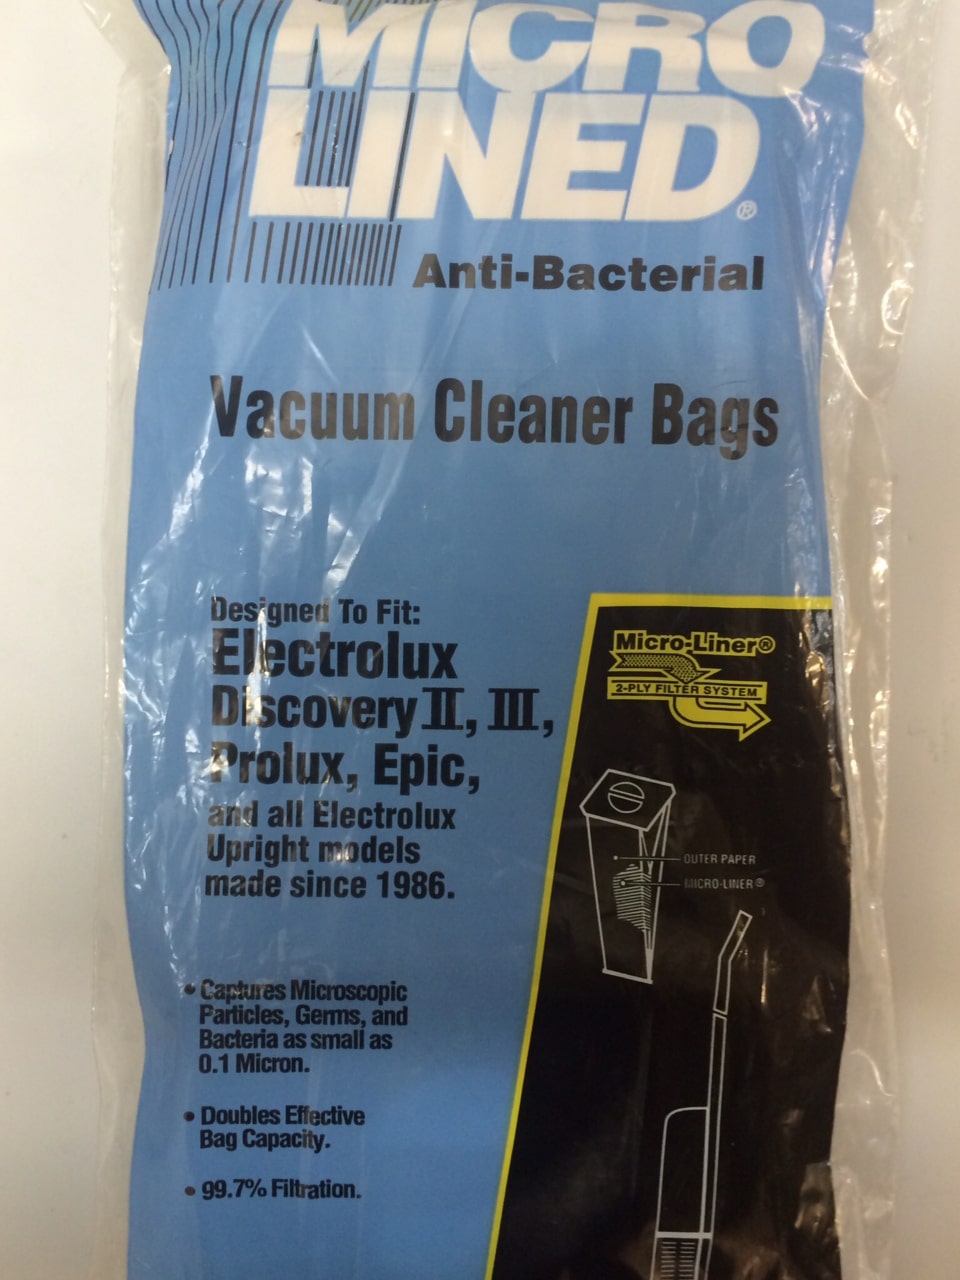 MICRO
LINED®
Anti-Bacterial
Vacuum Cleaner Bags
Designed To Fit:
Electrolux
Discovery II, III,
Prolux, Epic,
and all Electrolux
Upright models
made since 1986.
• Captures Microscopic
Particles, Germs, and
Bacteria as small as
0.1 Micron.
• Doubles Effective
Bag Capacity.
• 99.7% Filtration.
Micro-Liner®
2-PLY FILTER SYSTEM
OUTER PAPER
MICRO-LINER®